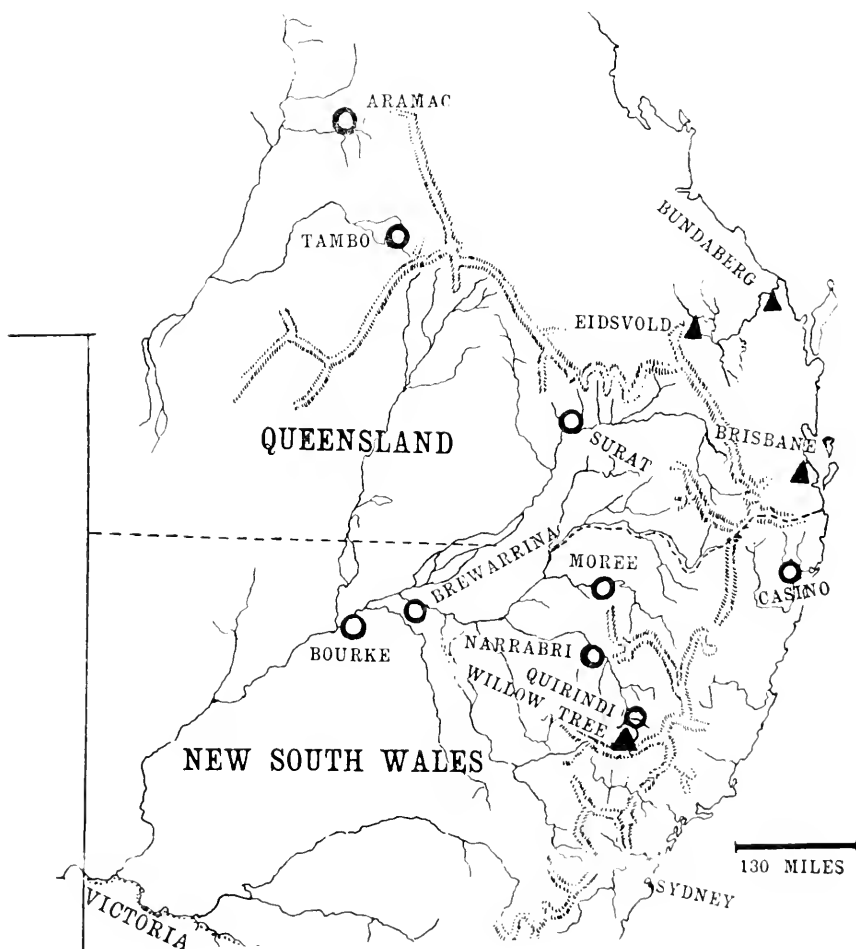 ARAMAC
TAMBO
BUNDABERG
EIDSVOLD
QUEENSLAND
SURAT
BRISBANE
BREWARRINA
MOREE
CASINO
BOURKE
NARRABRI
QUIRINDI
WILLOW TREE
NEW SOUTH WALES
130 MILES
SYDNEY
VICTORIA